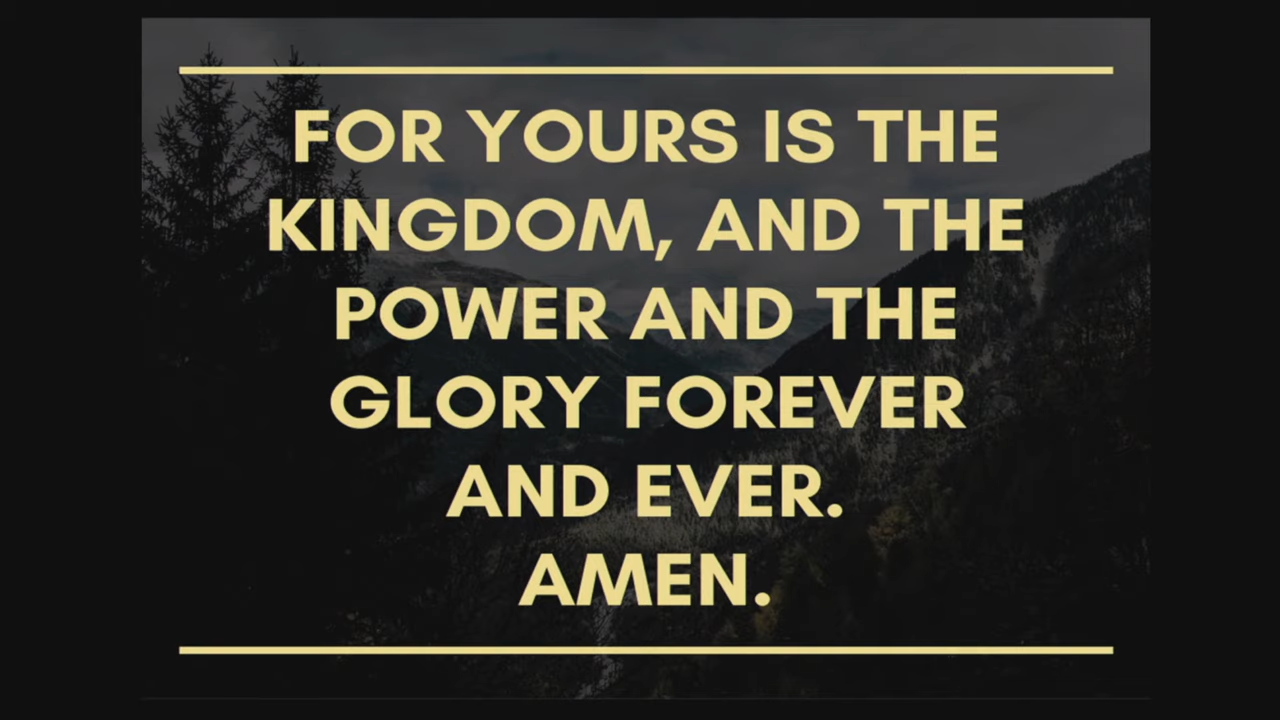 FOR YOURS IS THE
KINGDOM, AND THE
POWER AND THE
GLORY FOREVER
AND EVER.
AMEN.